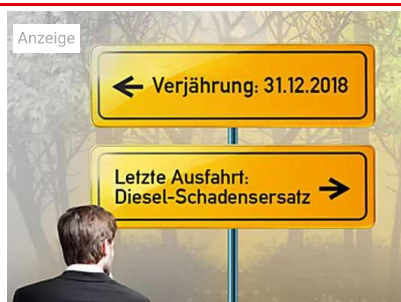 Anzeige
Verjährung: 31.12.2018
Letzte Ausfahrt:
Diesel-Schadensersatz